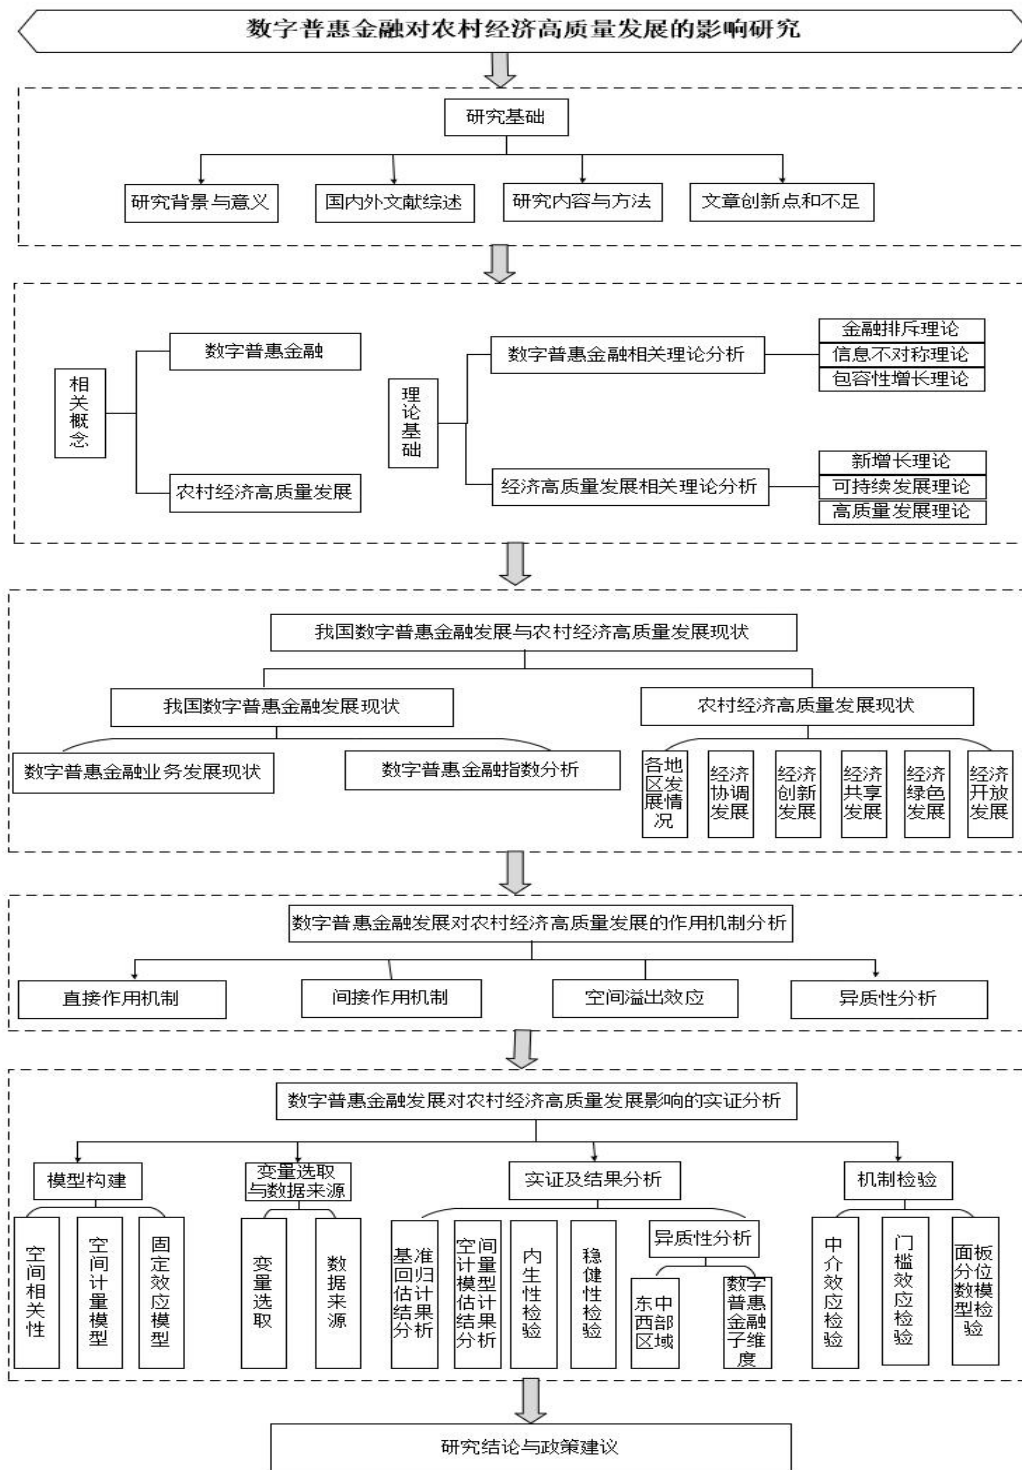 数字普惠金融对农村经济高质量发展的影响研究
研究基础
研究背景与意义
国内外文献综述
研究内容与方法
文章创新点和不足
相关概念
数字普惠金融
农村经济高质量发展
理论基础
数字普惠金融相关理论分析
金融排斥理论
信息不对称理论
包容性增长理论
经济高质量发展相关理论分析
新增长理论
可持续发展理论
高质量发展理论
我国数字普惠金融发展与农村经济高质量发展现状
我国数字普惠金融发展现状
农村经济高质量发展现状
数字普惠金融业务发展现状
数字普惠金融指数分析
各地
区发
展情
况
经济
协调
发展
经济
创新
发展
经济
共享
发展
经济
绿色
发展
经济
开放
发展
数字普惠金融发展对农村经济高质量发展的作用机制分析
直接作用机制
间接作用机制
空间溢出效应
异质性分析
数字普惠金融发展对农村经济高质量发展影响的实证分析
模型构建
变量选取
与数据来源
实证及结果分析
机制检验
空间相关性
空间计量模型
固定效应模型
变量选取
数据来源
基准
回归
估计
结果
分析
空间
计量
模型
估计
结果
分析
内生性检验
稳健性检验
异质性分析
东中
西部
区域
数字
普惠
金融
子维
度
中介效应检验
门槛效应检验
面板
分位
数模
型检
验
研究结论与政策建议